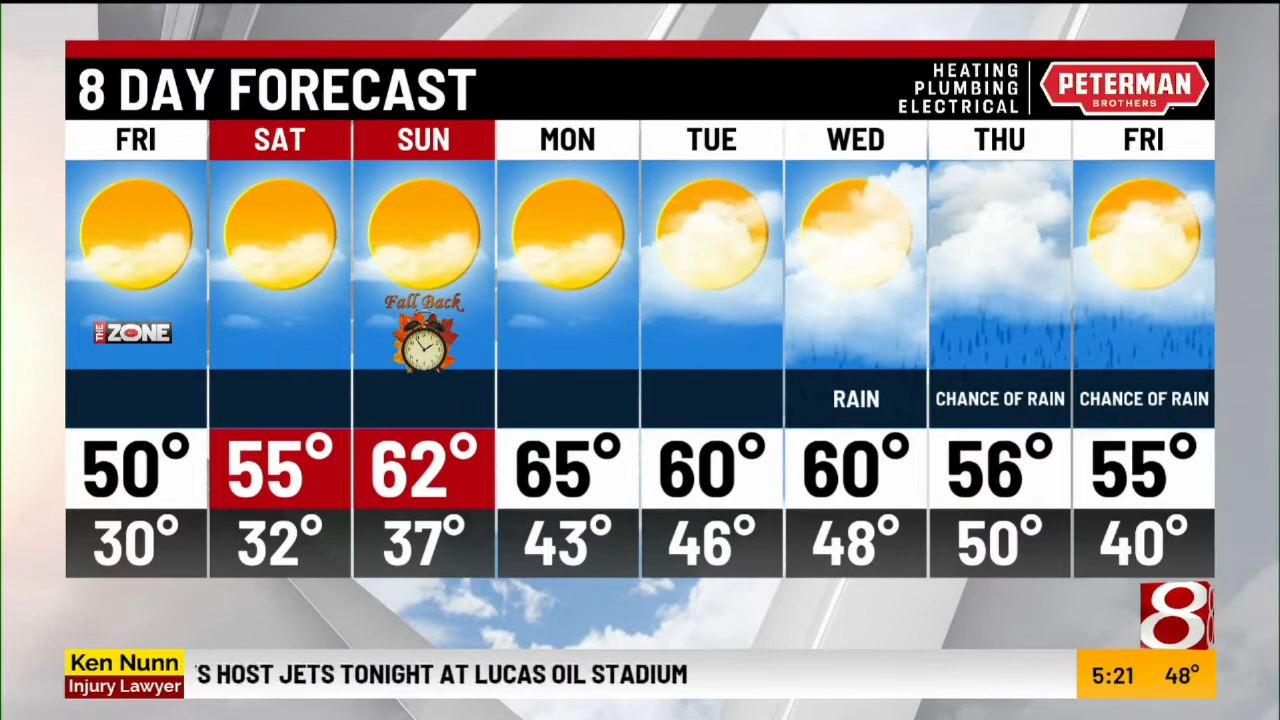 8 DAY FORECAST
HEATING
PLUMBING
ELECTRICAL
PETERMAN
BROTHERS
FRI SAT SUN MON TUE WED THU FRI
Fall Back
THE ZONE
RAIN CHANCE OF RAIN CHANCE OF RAIN
50° 55° 62° 65° 60° 60° 56° 55°
30° 32° 37° 43° 46° 48° 50° 40°
8
Ken Nunn
Injury Lawyer
'S HOST JETS TONIGHT AT LUCAS OIL STADIUM
5:21 48°